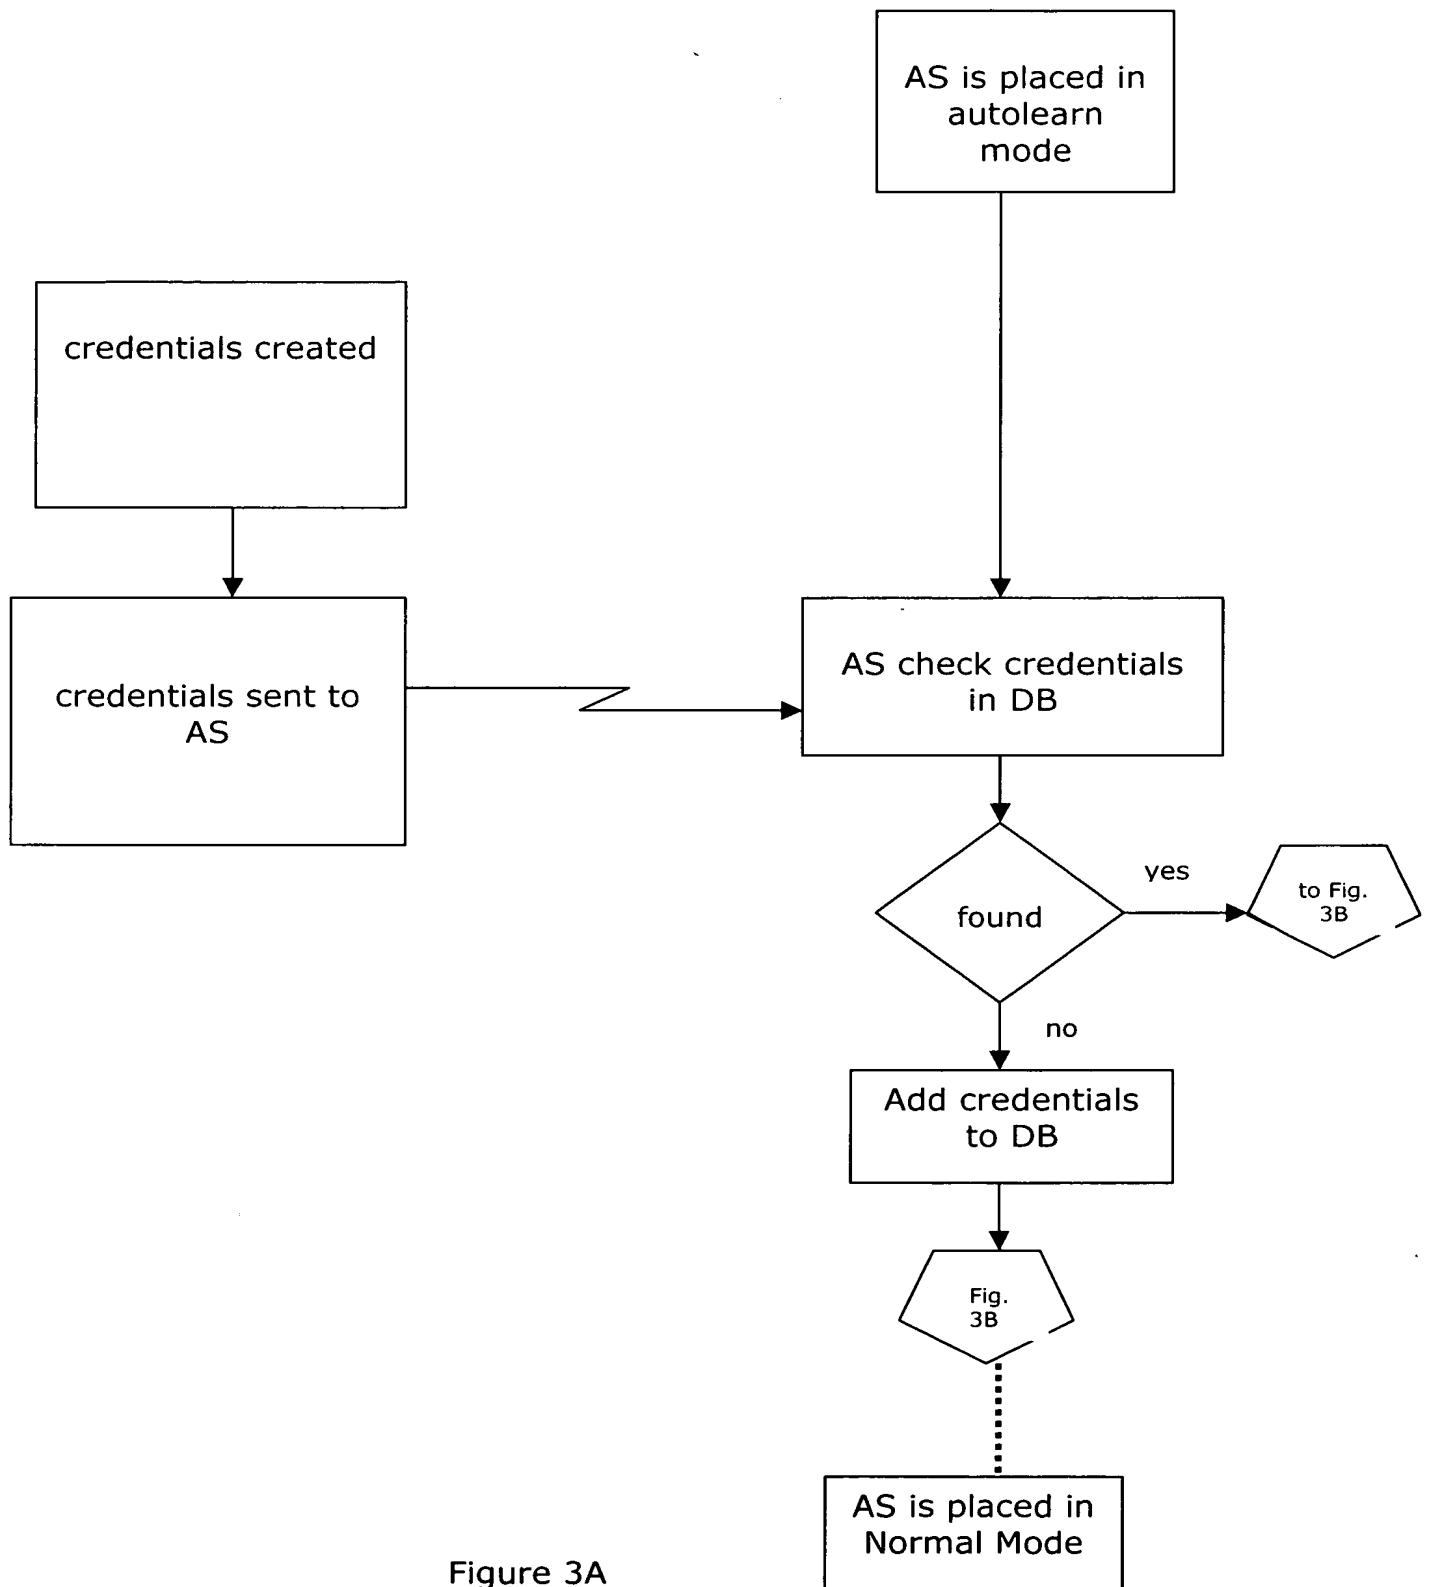 AS is placed in
autolearn
mode
credentials created
credentials sent to
AS
AS check credentials
in DB
found
yes
to Fig.
3B
no
Add credentials
to DB
Fig.
3B
AS is placed in
Normal Mode
Figure 3A